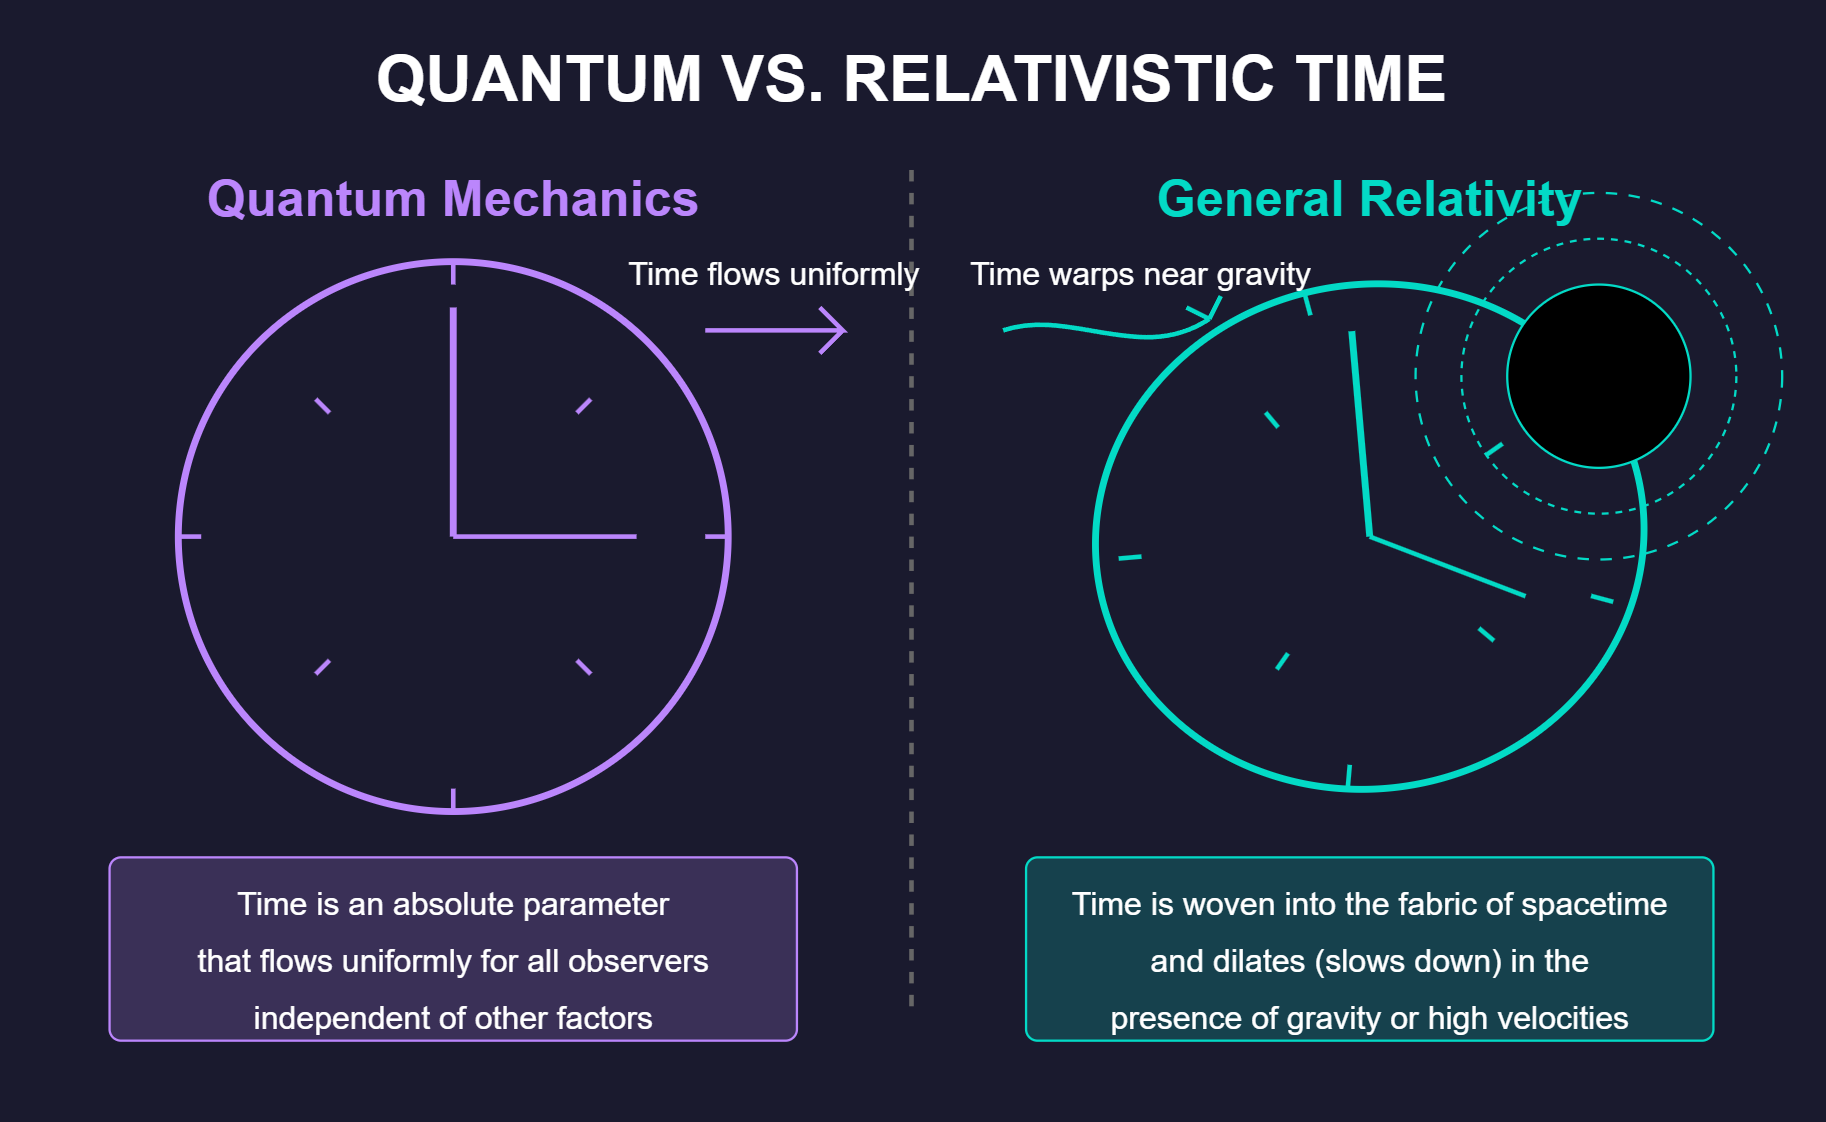 QUANTUM VS. RELATIVISTIC TIME
Quantum Mechanics
Time flows uniformly
Time is an absolute parameter
that flows uniformly for all observers
independent of other factors
General Relativity
Time warps near gravity
Time is woven into the fabric of spacetime
and dilates (slows down) in the
presence of gravity or high velocities